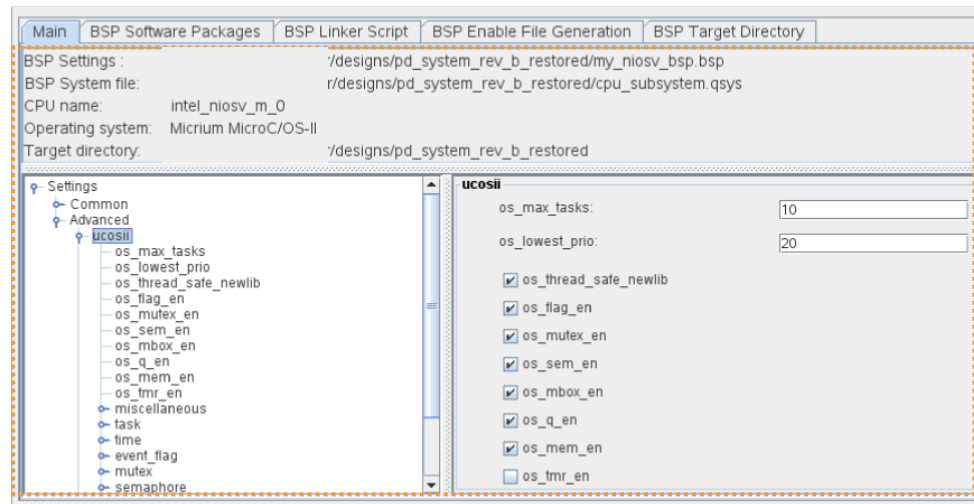 Main BSP Software Packages BSP Linker Script BSP Enable File Generation BSP Target Directory
BSP Settings : /designs/pd_system_rev_b_restored/my_niosv_bsp.bsp
BSP System file: r/designs/pd_system_rev_b_restored/cpu_subsystem.qsys
CPU name: intel_niosv_m_0
Operating system: Micrium MicroC/OS-II
Target directory: /designs/pd_system_rev_b_restored
Settings
Common
Advanced
ucosii
os_max_tasks
os_lowest_prio
os_thread_safe_newlib
os_flag_en
os_mutex_en
os_sem_en
os_mbox_en
os_q_en
os_mem_en
os_tmr_en
miscellaneous
task
time
event_flag
mutex
semaphore
ucosii
os_max_tasks: 10
os_lowest_prio: 20
os_thread_safe_newlib
os_flag_en
os_mutex_en
os_sem_en
os_mbox_en
os_q_en
os_mem_en
os_tmr_en